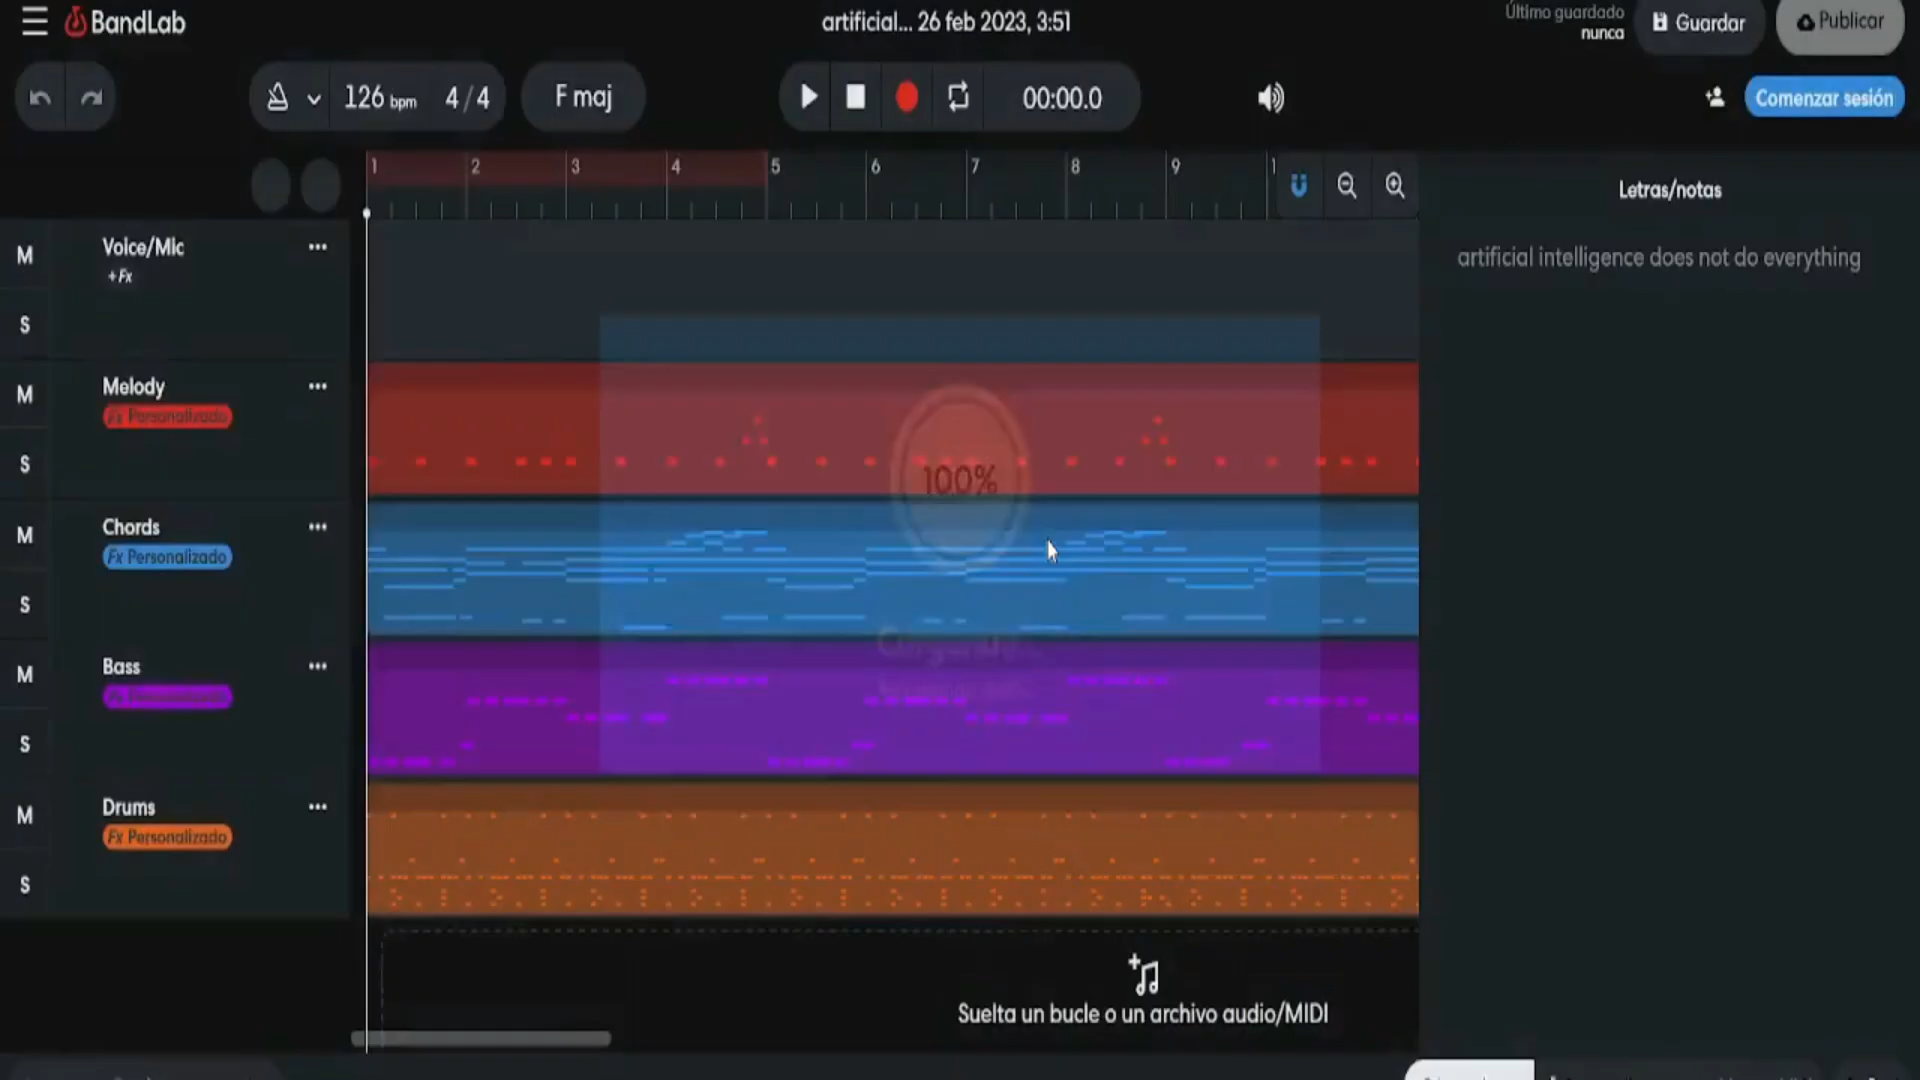 BandLab
artificial... 26 feb 2023, 3:51
Último guardado
nunca
Guardar
Publicar
126 bpm
4/4
F maj
00:00.0
Comenzar sesión
1 2 3 4 5 6 7 8 9 1
Letras/notas
artificial intelligence does not do everything
M
Voice/Mic
+ Fx
S
M
Melody
Fx Personalizado
S
100%
M
Chords
Fx Personalizado
S
M
Bass
S
M
Drums
Fx Personalizado
S
Suelta un bucle o un archivo audio/MIDI